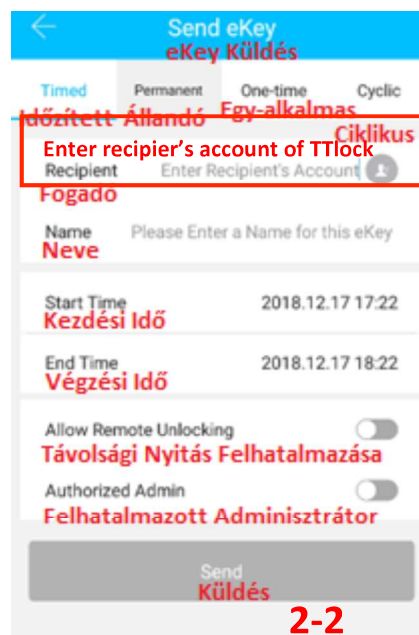 Send eKey
eKey Küldés
Timed Permanent One-time Cyclic
Időzített Állandó Egy-alkalmas
Ciklikus
Enter recipier's account of TTlock
Recipient Enter Recipient's Account
Fogadó
Name Please Enter a Name for this eKey
Neve
Start Time 2018.12.17 17:22
Kezdési Idő
End Time 2018.12.17 18:22
Végzési Idő
Allow Remote Unlocking
Távolsági Nyitás Felhatalmazása
Authorized Admin
Felhatalmazott Adminisztrátor
Send
Küldés
2-2